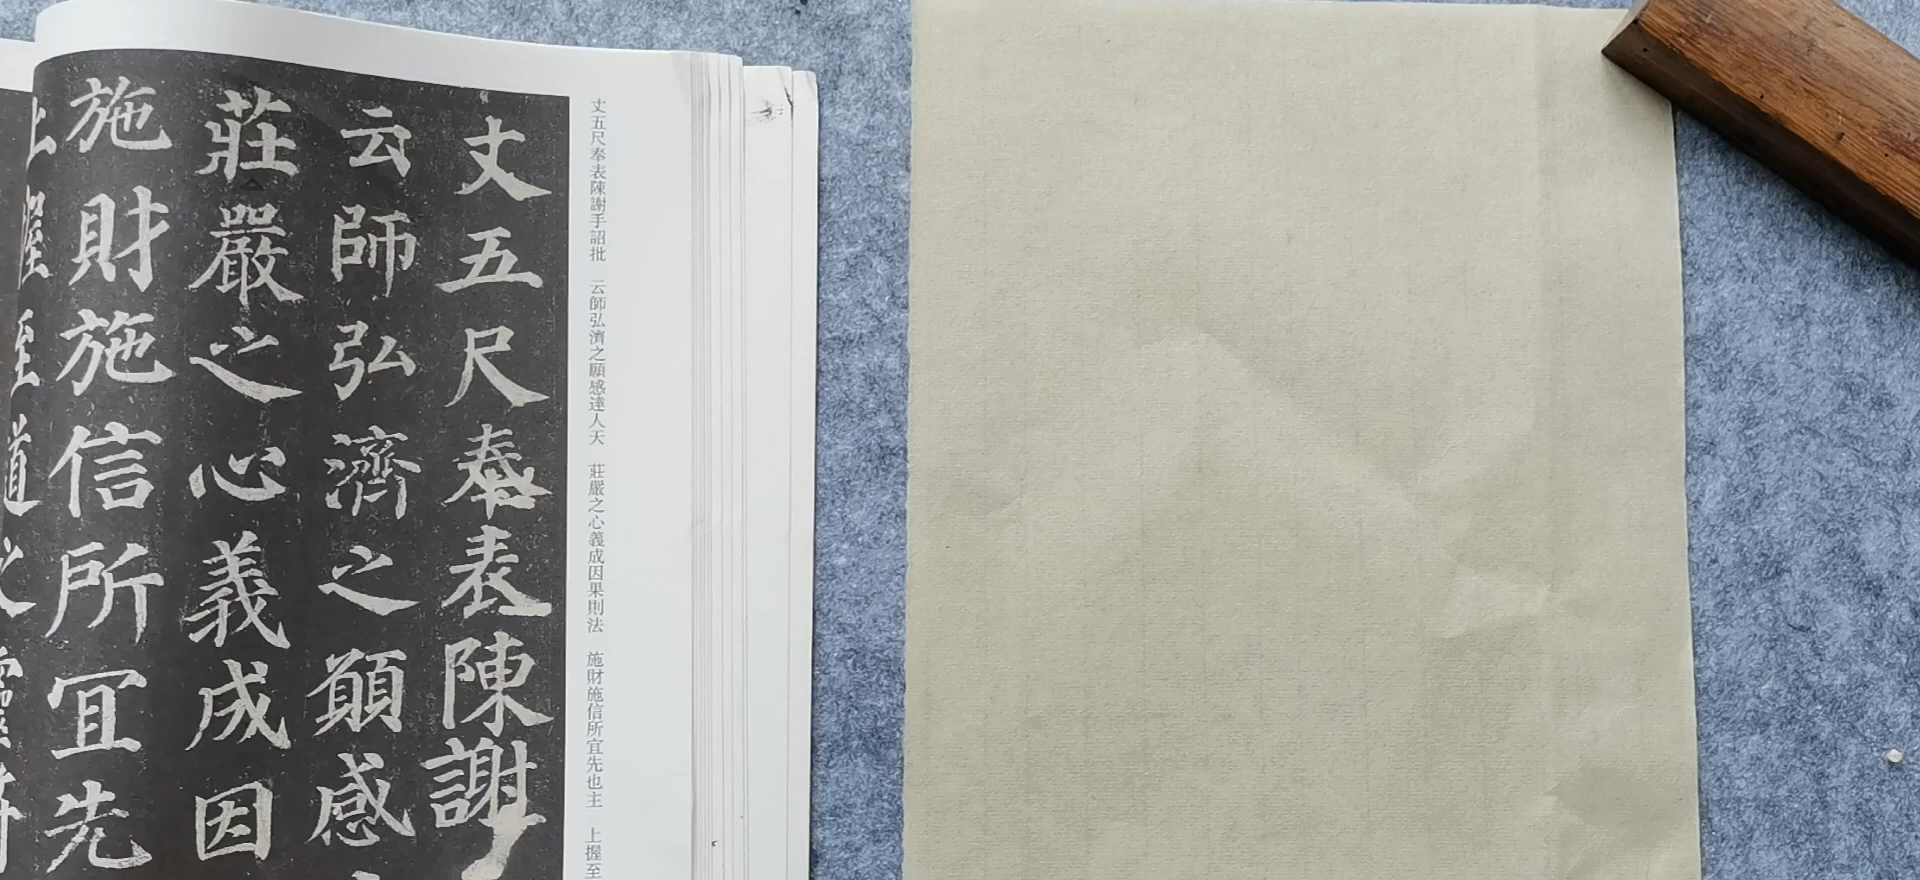 丈五尺奉表陳謝
云師弘濟之願感
莊嚴之心義成因
施財施信所宜先
丈五尺奉表陳謝手詔批　云師弘濟之願感達人天　莊嚴之心義成因果則法　施財施信所宜先也主　上握至